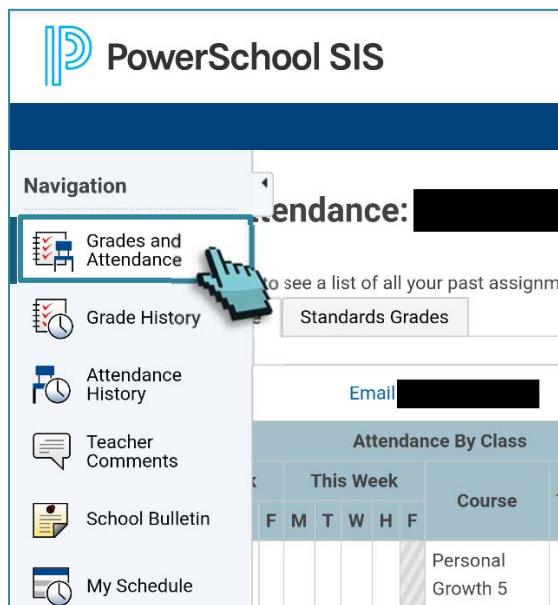 PowerSchool SIS
Navigation
Grades and
Attendance
Grade History
Attendance
History
Teacher
Comments
School Bulletin
My Schedule
tendance:
to see a list of all your past assignm
Standards Grades
Email
Attendance By Class
This Week
Course
F M T W H F
Personal
Growth 5